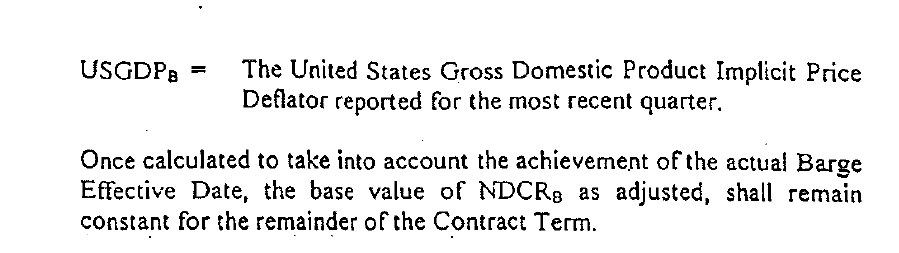 USGDPB = The United States Gross Domestic Product Implicit Price
Deflator reported for the most recent quarter.
Once calculated to take into account the achievement of the actual Barge
Effective Date, the base value of NDCRB as adjusted, shall remain
constant for the remainder of the Contract Term.